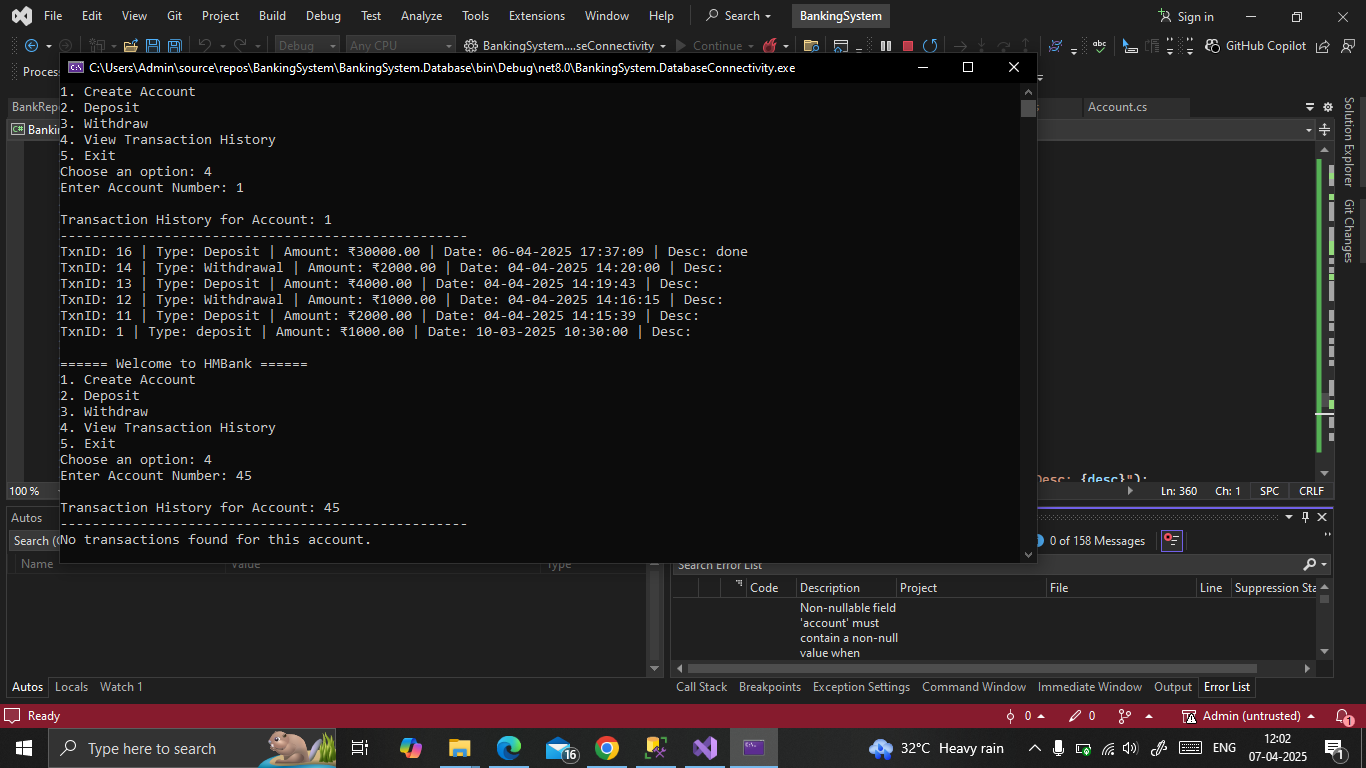 File Edit View Git Project Build Debug Test Analyze Tools Extensions Window Help Search BankingSystem Sign in
Debug Any CPU BankingSystem....seConnectivity Continue GitHub Copilot
Proces
C:\Users\Admin\source\repos\BankingSystem\BankingSystem.Database\bin\Debug\net8.0\BankingSystem.DatabaseConnectivity.exe
BankRep Account.cs
C# Bankin
Solution Explorer
Git Changes
1. Create Account
2. Deposit
3. Withdraw
4. View Transaction History
5. Exit
Choose an option: 4
Enter Account Number: 1
Transaction History for Account: 1
---------------------------------------------------
TxnID: 16 | Type: Deposit | Amount: ₹30000.00 | Date: 06-04-2025 17:37:09 | Desc: done
TxnID: 14 | Type: Withdrawal | Amount: ₹2000.00 | Date: 04-04-2025 14:20:00 | Desc:
TxnID: 13 | Type: Deposit | Amount: ₹4000.00 | Date: 04-04-2025 14:19:43 | Desc:
TxnID: 12 | Type: Withdrawal | Amount: ₹1000.00 | Date: 04-04-2025 14:16:15 | Desc:
TxnID: 11 | Type: Deposit | Amount: ₹2000.00 | Date: 04-04-2025 14:15:39 | Desc:
TxnID: 1 | Type: deposit | Amount: ₹1000.00 | Date: 10-03-2025 10:30:00 | Desc:
====== Welcome to HMBank ======
1. Create Account
2. Deposit
3. Withdraw
4. View Transaction History
5. Exit
Choose an option: 4
Enter Account Number: 45
Transaction History for Account: 45
---------------------------------------------------
No transactions found for this account.
Desc: {desc}");
100 % Ln: 360 Ch: 1 SPC CRLF
Autos
Search (C
Name Value Type
0 of 158 Messages
Search Error List
Code Description Project File Line Suppression Sta
Non-nullable field
'account' must
contain a non-null
value when
Autos Locals Watch 1
Call Stack Breakpoints Exception Settings Command Window Immediate Window Output Error List
Ready 0 0 Admin (untrusted) 1
Type here to search 16 32°C Heavy rain ENG 12:02
07-04-2025 1